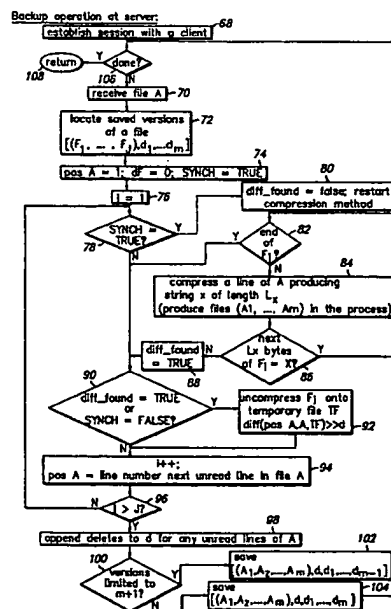 Backup operation at server:
establish session with a client
68
return
108
Y
done?
106
N
receive file A
70
locate saved versions
of a file
[(F1, ... , FJ),d1,...dm]
72
74
pos A = 1; dF = 0; SYNCH = TRUE
i = 1
76
80
diff_found = false; restart
compression method
SYNCH =
TRUE?
78
Y
N
82
end
of
Fj?
Y
N
84
compress a line of A producing
string x of length Lx
(produce files (A1, ..., Am) in the process)
diff_found
= TRUE
88
N
next
Lx bytes
of Fj = X?
86
90
diff_found = TRUE
or
SYNCH = FALSE?
Y
N
uncompress Fj onto
temporary file TF
diff(pos A,A,TF)>>d
92
i++;
pos A = line number next unread line in file A
94
N
I > J?
96
Y
98
append deletes to d for any unread lines of A
100
versions
limited to
m+1?
Y
N
102
save
[(A1,A2,...,Am),d,d1,...,dm-1]
104
save
[(A1,...,Am),d,d1,...,dm]